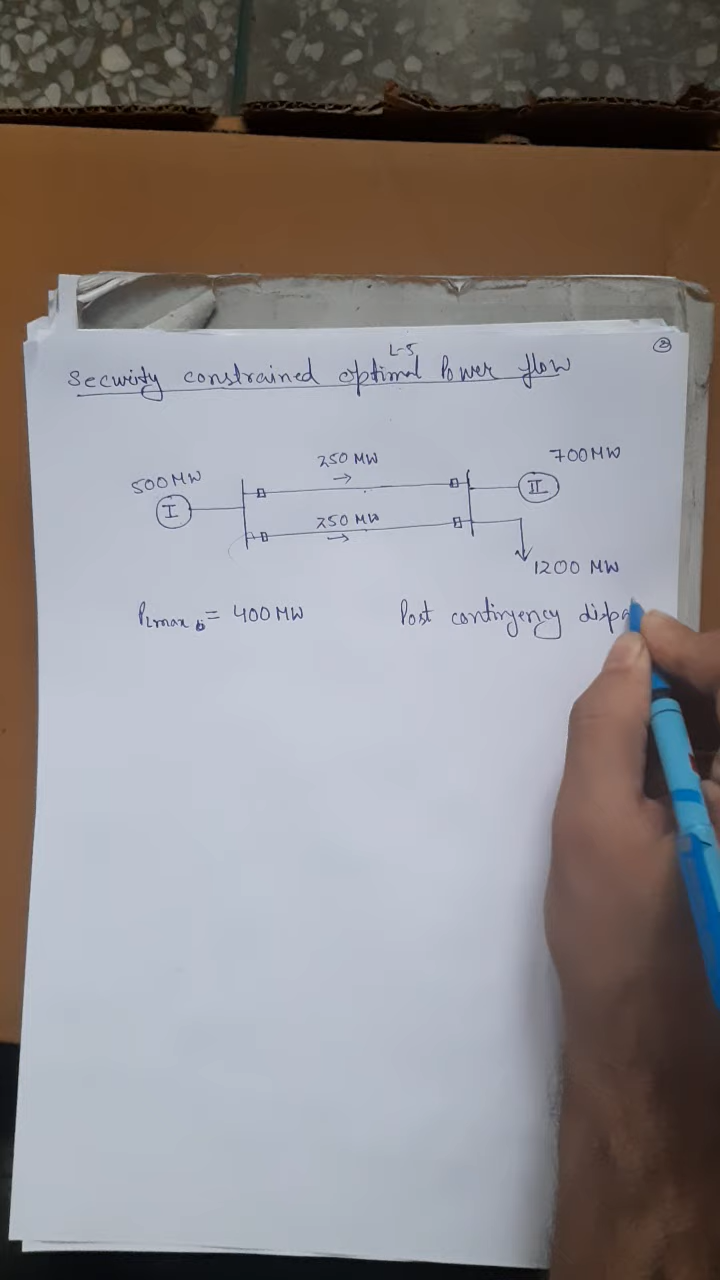 L-5
②
Security constrained optimal Power flow
250 MW
700 MW
500 MW
I
II
250 MW
1200 MW
PLmax = 400 MW Post contingency